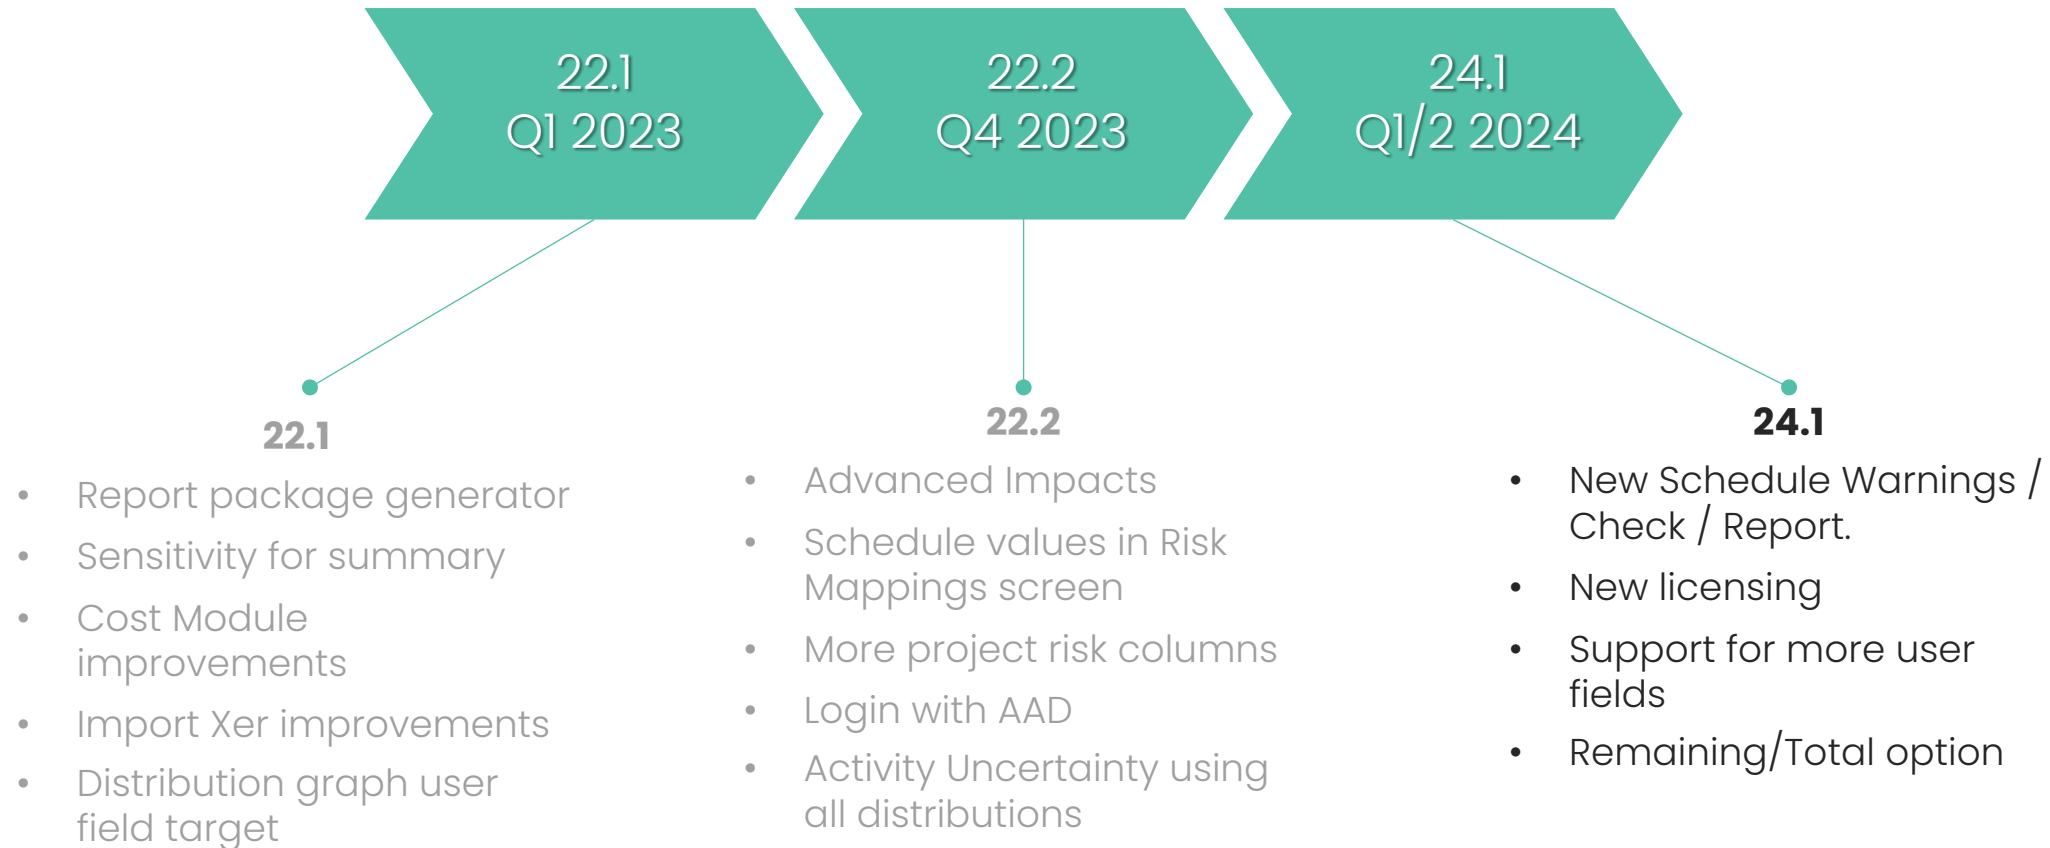 22.1
Q1 2023
22.2
Q4 2023
24.1
Q1/2 2024
22.1
• Report package generator
• Sensitivity for summary
• Cost Module
improvements
• Import Xer improvements
• Distribution graph user
field target
22.2
• Advanced Impacts
• Schedule values in Risk
Mappings screen
• More project risk columns
• Login with AAD
• Activity Uncertainty using
all distributions
24.1
• New Schedule Warnings /
Check / Report.
• New licensing
• Support for more user
fields
• Remaining/Total option